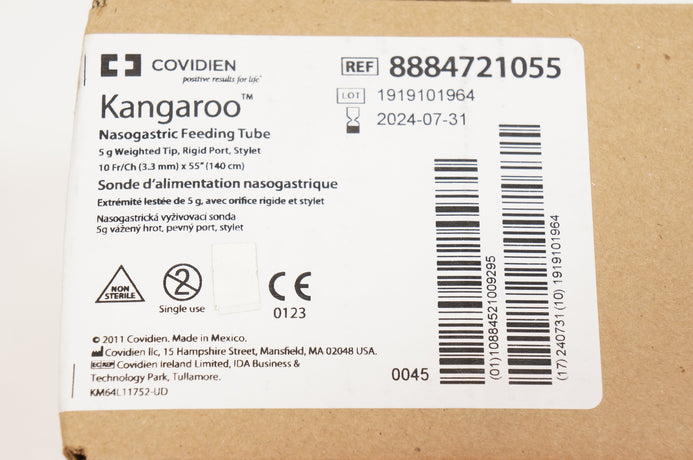 COVIDIEN
positive results for life™
Kangaroo™
Nasogastric Feeding Tube
5 g Weighted Tip, Rigid Port, Stylet
10 Fr/Ch (3.3 mm) x 55" (140 cm)
Sonde d'alimentation nasogastrique
Extrémité lestée de 5 g, avec orifice rigide et stylet
Nasogastrická vyživovací sonda
5g vážený hrot, pevný port, stylet
REF 8884721055
LOT 1919101964
2024-07-31
NON
STERILE
2
Single use
CE
0123
© 2011 Covidien. Made in Mexico.
Covidien llc, 15 Hampshire Street, Mansfield, MA 02048 USA.
EC REP Covidien Ireland Limited, IDA Business &
Technology Park, Tullamore.
KM64L11752-UD
0045
(01)10884521009295
(17)240731(10)1919101964